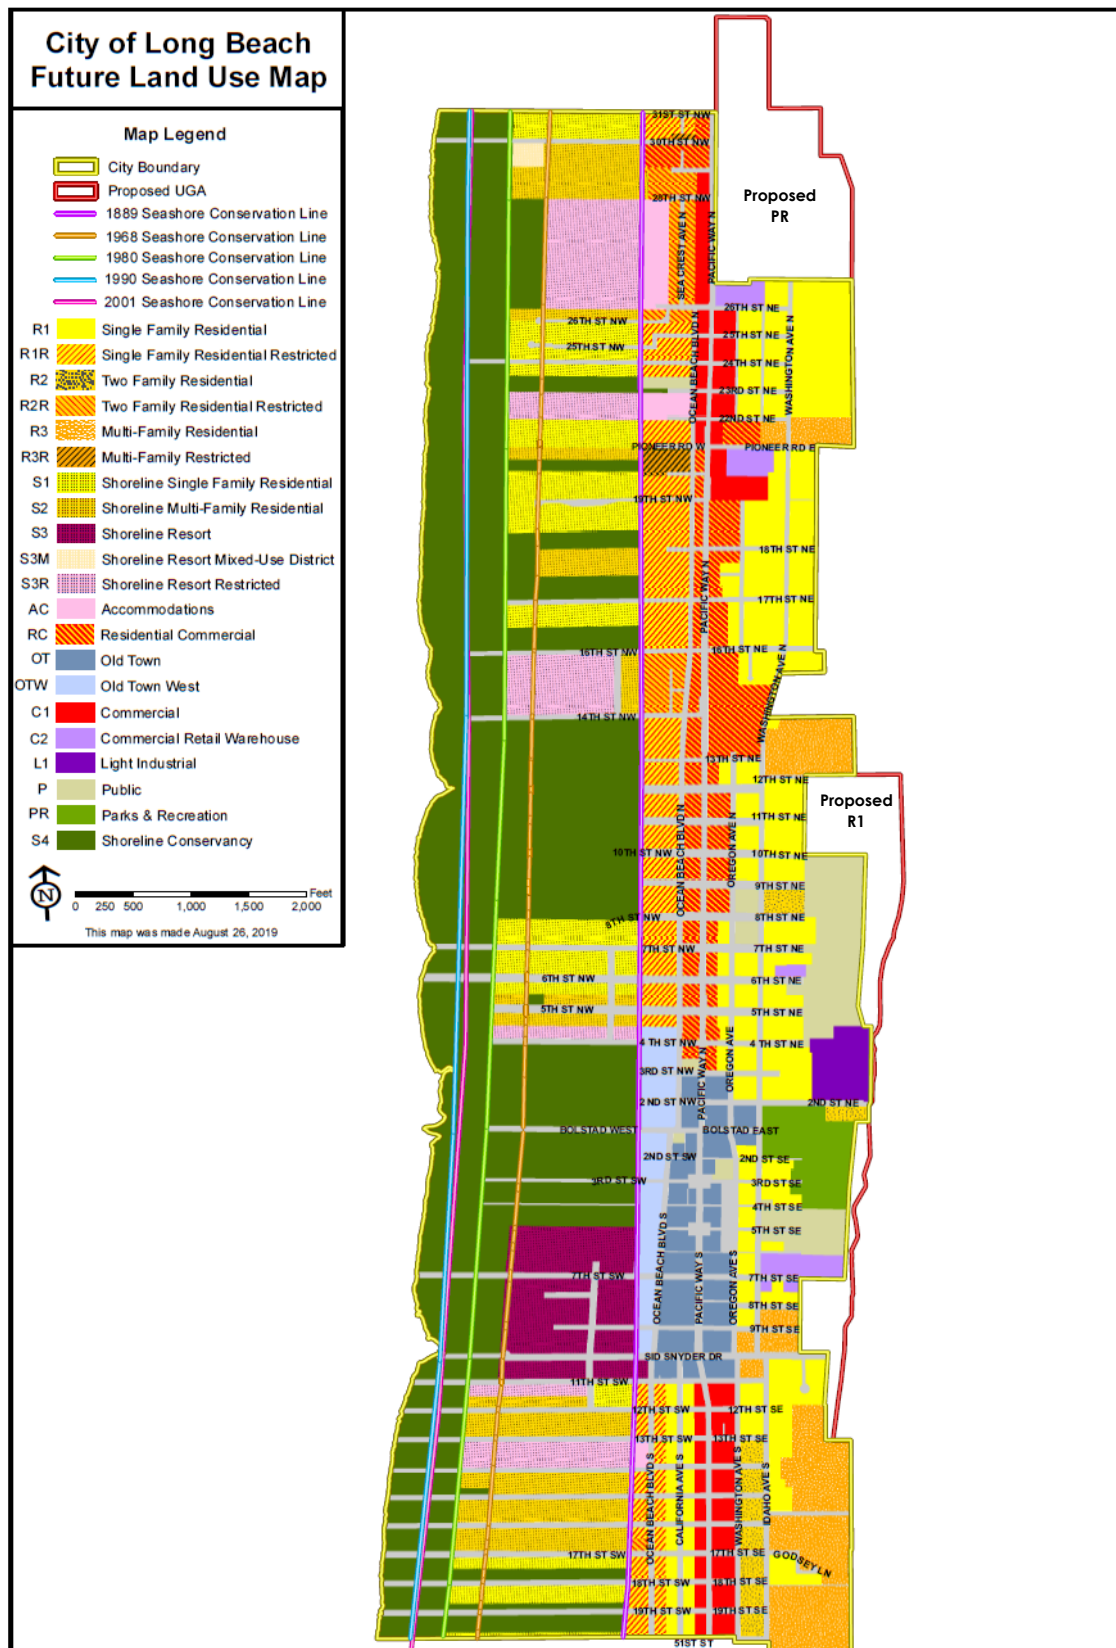 City of Long Beach
Future Land Use Map
Map Legend
City Boundary
Proposed UGA
1889 Seashore Conservation Line
1968 Seashore Conservation Line
1980 Seashore Conservation Line
1990 Seashore Conservation Line
2001 Seashore Conservation Line
R1 Single Family Residential
R1R Single Family Residential Restricted
R2 Two Family Residential
R2R Two Family Residential Restricted
R3 Multi-Family Residential
R3R Multi-Family Restricted
S1 Shoreline Single Family Residential
S2 Shoreline Multi-Family Residential
S3 Shoreline Resort
S3M Shoreline Resort Mixed-Use District
S3R Shoreline Resort Restricted
AC Accommodations
RC Residential Commercial
OT Old Town
OTW Old Town West
C1 Commercial
C2 Commercial Retail Warehouse
L1 Light Industrial
P Public
PR Parks & Recreation
S4 Shoreline Conservancy
N
Feet
0 250 500 1,000 1,500 2,000
This map was made August 26, 2019
31ST ST NW
30TH ST NW
Proposed
PR
28TH ST NW
SEA CREST AVE N
PACIFIC WAY N
26TH ST NE
26TH ST NW
25TH ST NE
25TH ST NW
OCEAN BEACH BLVD N
WASHINGTON AVE N
24TH ST NE
23RD ST NE
22ND ST NE
PIONEER RD W
PIONEER RD E
19TH ST NW
18TH ST NE
PACIFIC WAY N
17TH ST NE
16TH ST NW
16TH ST NE
WASHINGTON AVE N
14TH ST NW
13TH ST NE
12TH ST NE
Proposed
R1
11TH ST NE
OCEAN BEACH BLVD N
OREGON AVE N
10TH ST NW
10TH ST NE
9TH ST NE
8TH ST NW
8TH ST NE
7TH ST NW
7TH ST NE
6TH ST NW
6TH ST NE
5TH ST NW
5TH ST NE
4 TH ST NW
4 TH ST NE
OREGON AVE
PACIFIC WAY N
3RD ST NW
2 ND ST NW
2ND ST NE
BOLSTAD WEST
BOLSTAD EAST
2ND ST SW
2ND ST SE
3RD ST SW
3RD ST SE
4TH ST SE
5TH ST SE
OCEAN BEACH BLVD S
PACIFIC WAY S
OREGON AVE S
7TH ST SW
7TH ST SE
8TH ST SE
9TH ST SE
SID SNYDER DR
11TH ST SW
12TH ST SW
12TH ST SE
13TH ST SW
13TH ST SE
OCEAN BEACH BLVD S
CALIFORNIA AVE S
WASHINGTON AVE S
IDAHO AVE S
17TH ST SW
17TH ST SE
GODSEY LN
18TH ST SW
18TH ST SE
19TH ST SW
19TH ST SE
51ST ST